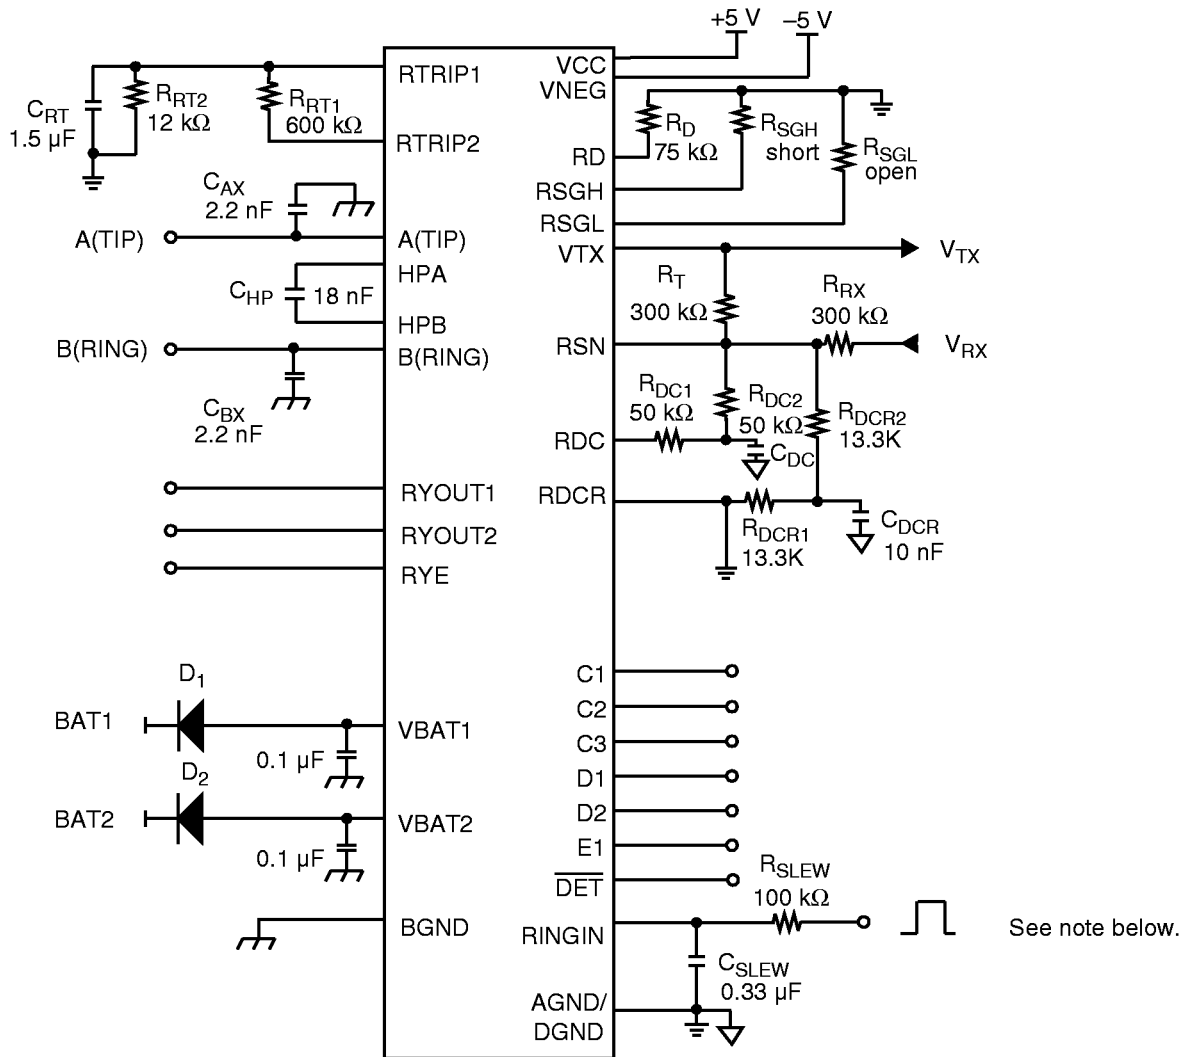 +5 V
–5 V
RTRIP1
VCC
VNEG
CRT
1.5 µF
RRT2
12 kΩ
RRT1
600 kΩ
RTRIP2
RD
75 kΩ
RSGH
short
RSGL
open
RD
RSGH
RSGL
CAX
2.2 nF
A(TIP)
A(TIP)
VTX
VTX
HPA
CHP
18 nF
HPB
RT
300 kΩ
RRX
300 kΩ
B(RING)
B(RING)
RSN
VRX
CBX
2.2 nF
RDC1
50 kΩ
RDC2
50 kΩ
RDCR2
13.3K
RDC
CDC
RYOUT1
RDCR
RYOUT2
RDCR1
13.3K
CDCR
10 nF
RYE
C1
C2
C3
D1
D2
E1
DET
D1
BAT1
VBAT1
0.1 µF
D2
BAT2
VBAT2
0.1 µF
BGND
RSLEW
100 kΩ
RINGIN
See note below.
CSLEW
0.33 µF
AGND/
DGND